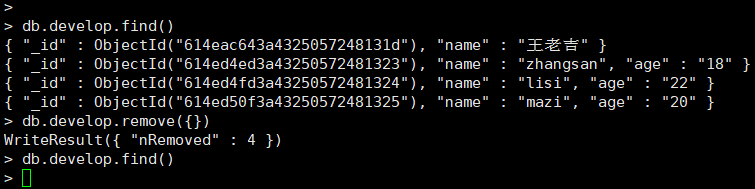 >
> db.develop.find()
{ "_id" : ObjectId("614eac643a4325057248131d"), "name" : "王老吉" }
{ "_id" : ObjectId("614ed4ed3a43250572481323"), "name" : "zhangsan", "age" : "18" }
{ "_id" : ObjectId("614ed4fd3a43250572481324"), "name" : "lisi", "age" : "22" }
{ "_id" : ObjectId("614ed50f3a43250572481325"), "name" : "mazi", "age" : "20" }
> db.develop.remove({})
WriteResult({ "nRemoved" : 4 })
> db.develop.find()
>